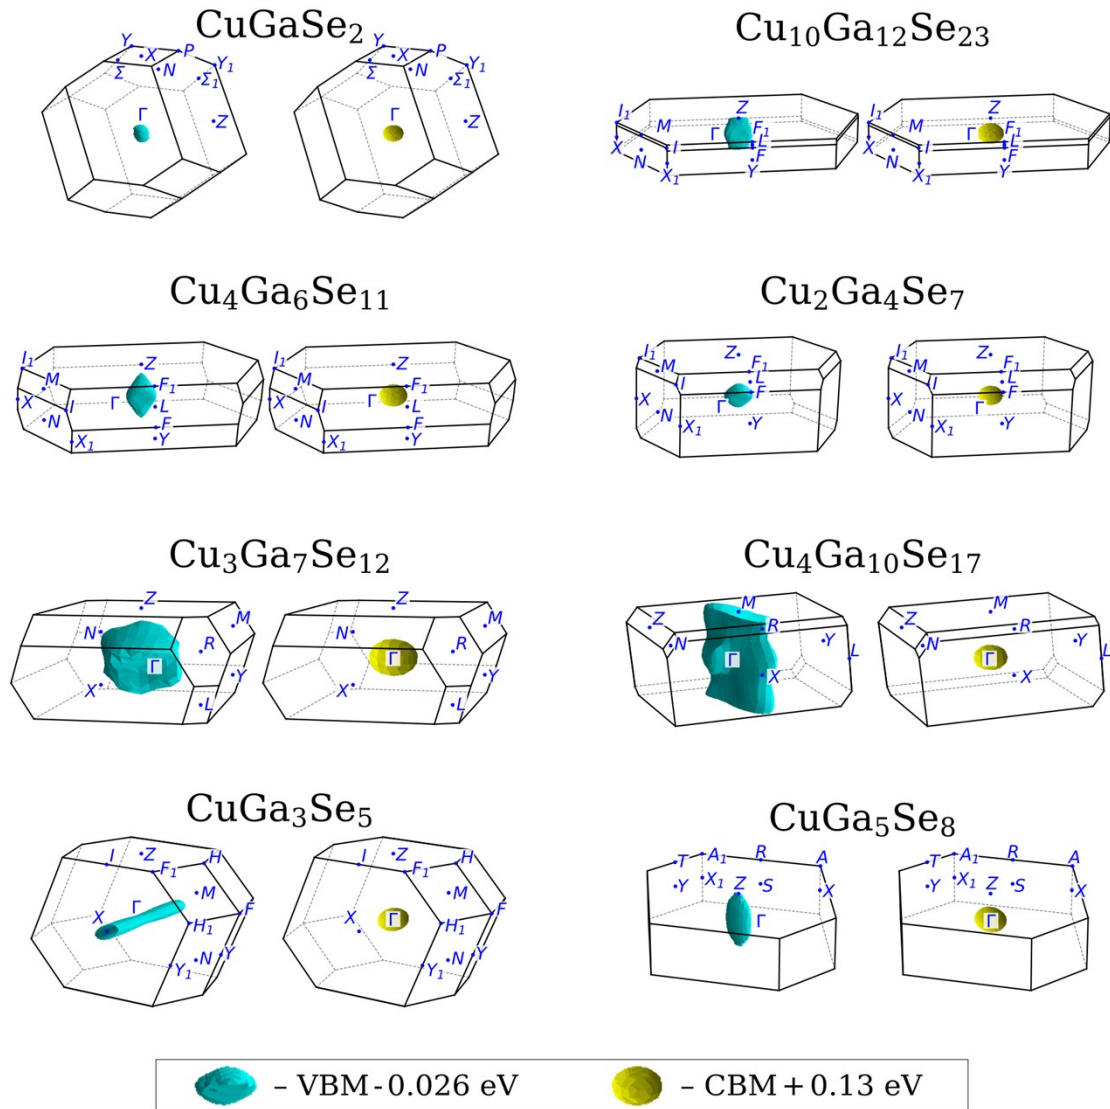 CuGaSe₂
Y X P Y₁ Σ N Σ₁ Γ Z
Y X P Y₁ Σ N Σ₁ Γ Z
Cu₁₀Ga₁₂Se₂₃
I₁ M Z Γ F₁ L X N I F X₁ Y
I₁ M Z Γ F₁ L X N I F X₁ Y
Cu₄Ga₆Se₁₁
I₁ M Z F₁ X Γ L I N F X₁ Y
I₁ M Z F₁ X Γ L I N F X₁ Y
Cu₂Ga₄Se₇
I₁ M Z F₁ I L X Γ F N X₁ Y
I₁ M Z F₁ I L X Γ F N X₁ Y
Cu₃Ga₇Se₁₂
Z N M R Γ X Y L
Z N M R Γ X Y L
Cu₄Ga₁₀Se₁₇
Z M N R Y Γ L X
Z M N R Y Γ L X
CuGa₃Se₅
I Z F₁ H M X Γ H₁ F Y₁ N Y
I Z F₁ H M X Γ H₁ F Y₁ N Y
CuGa₅Se₈
T A₁ R A Y X₁ Z S X Γ
T A₁ R A Y X₁ Z S X Γ
– VBM - 0.026 eV
– CBM + 0.13 eV